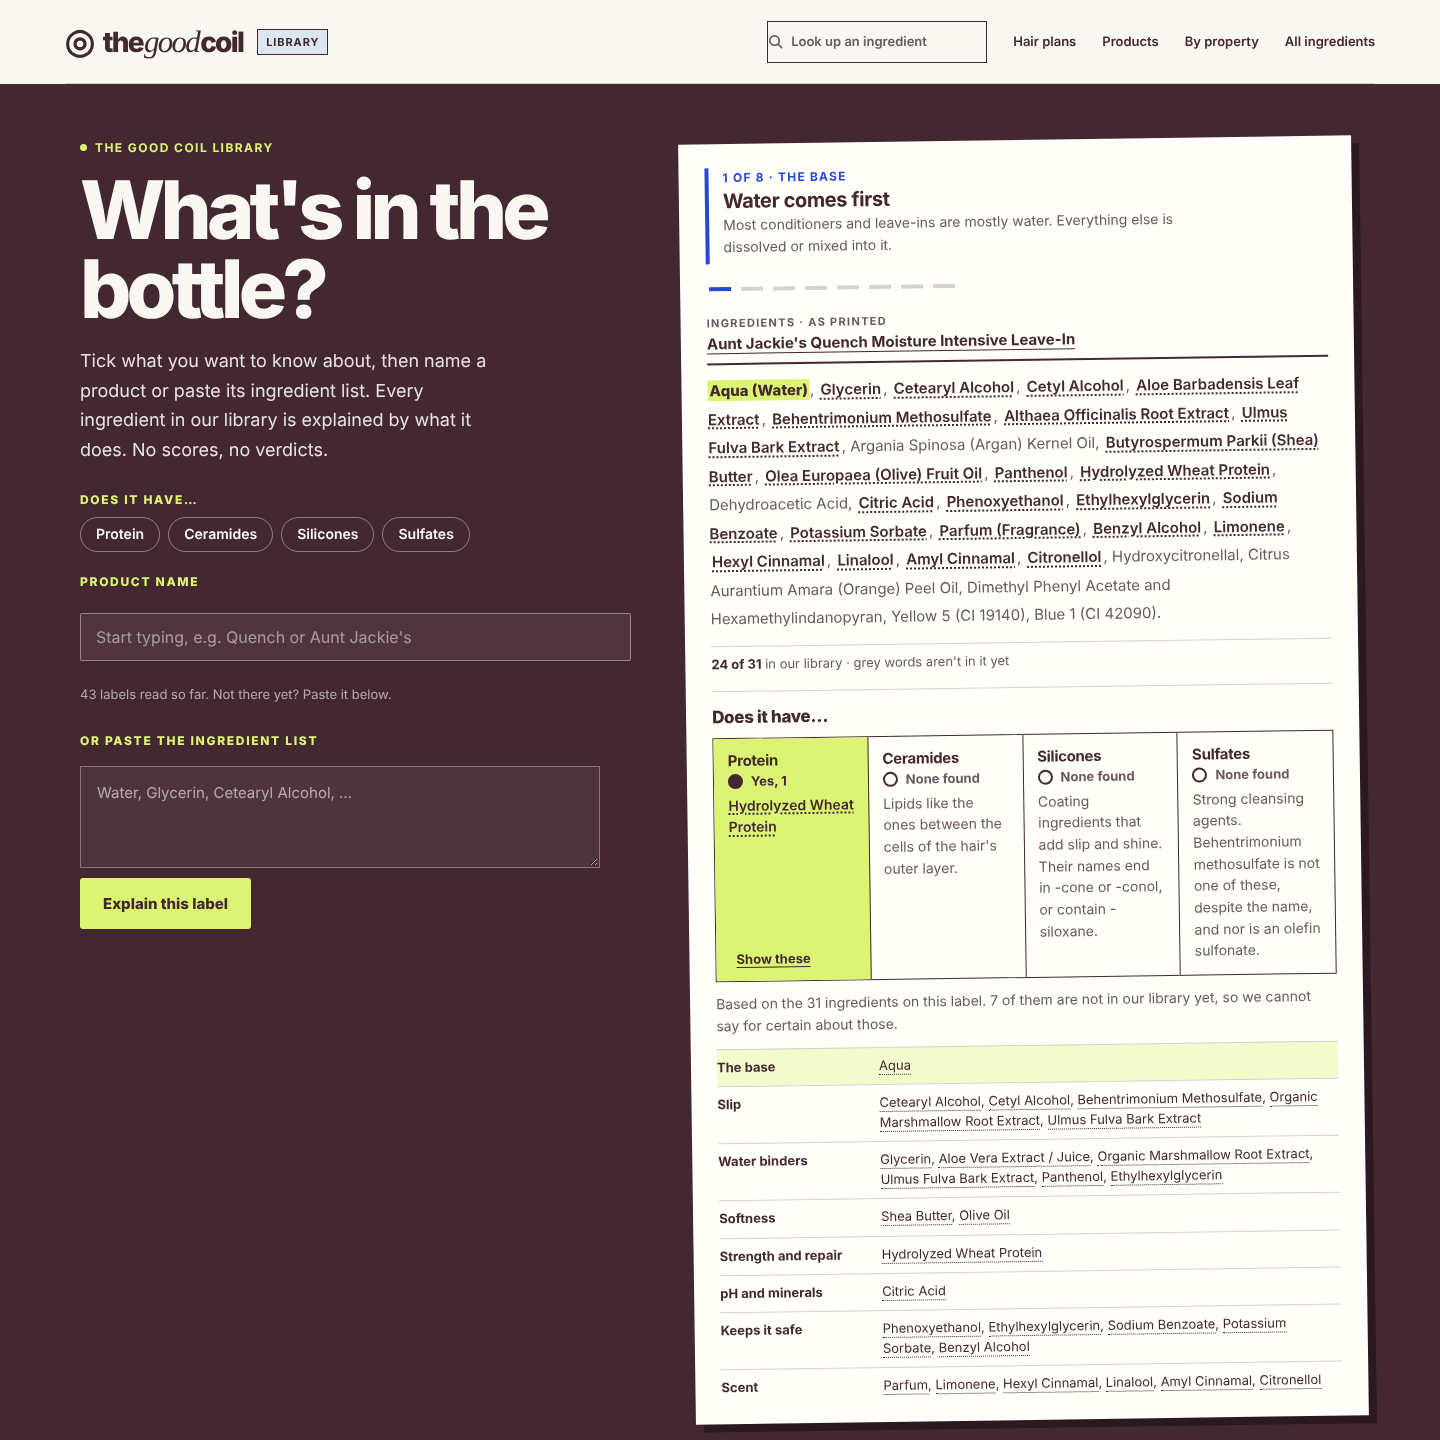 thegoodcoil LIBRARY
Look up an ingredient
Hair plans
Products
By property
All ingredients
THE GOOD COIL LIBRARY
What's in the
bottle?
Tick what you want to know about, then name a
product or paste its ingredient list. Every
ingredient in our library is explained by what it
does. No scores, no verdicts.
DOES IT HAVE...
Protein
Ceramides
Silicones
Sulfates
PRODUCT NAME
Start typing, e.g. Quench or Aunt Jackie's
43 labels read so far. Not there yet? Paste it below.
OR PASTE THE INGREDIENT LIST
Water, Glycerin, Cetearyl Alcohol, ...
Explain this label
1 OF 8 · THE BASE
Water comes first
Most conditioners and leave-ins are mostly water. Everything else is
dissolved or mixed into it.
INGREDIENTS · AS PRINTED
Aunt Jackie's Quench Moisture Intensive Leave-In
Aqua (Water), Glycerin, Cetearyl Alcohol, Cetyl Alcohol, Aloe Barbadensis Leaf
Extract, Behentrimonium Methosulfate, Althaea Officinalis Root Extract, Ulmus
Fulva Bark Extract, Argania Spinosa (Argan) Kernel Oil, Butyrospermum Parkii (Shea)
Butter, Olea Europaea (Olive) Fruit Oil, Panthenol, Hydrolyzed Wheat Protein,
Dehydroacetic Acid, Citric Acid, Phenoxyethanol, Ethylhexylglycerin, Sodium
Benzoate, Potassium Sorbate, Parfum (Fragrance), Benzyl Alcohol, Limonene,
Hexyl Cinnamal, Linalool, Amyl Cinnamal, Citronellol, Hydroxycitronellal, Citrus
Aurantium Amara (Orange) Peel Oil, Dimethyl Phenyl Acetate and
Hexamethylindanopyran, Yellow 5 (CI 19140), Blue 1 (CI 42090).
24 of 31 in our library · grey words aren't in it yet
Does it have...
Protein
Yes, 1
Hydrolyzed Wheat
Protein
Show these
Ceramides
None found
Lipids like the
ones between the
cells of the hair's
outer layer.
Silicones
None found
Coating
ingredients that
add slip and shine.
Their names end
in -cone or -conol,
or contain -
siloxane.
Sulfates
None found
Strong cleansing
agents.
Behentrimonium
methosulfate is not
one of these,
despite the name,
and nor is an olefin
sulfonate.
Based on the 31 ingredients on this label. 7 of them are not in our library yet, so we cannot
say for certain about those.
The base
Aqua
Slip
Cetearyl Alcohol, Cetyl Alcohol, Behentrimonium Methosulfate, Organic
Marshmallow Root Extract, Ulmus Fulva Bark Extract
Water binders
Glycerin, Aloe Vera Extract / Juice, Organic Marshmallow Root Extract,
Ulmus Fulva Bark Extract, Panthenol, Ethylhexylglycerin
Softness
Shea Butter, Olive Oil
Strength and repair
Hydrolyzed Wheat Protein
pH and minerals
Citric Acid
Keeps it safe
Phenoxyethanol, Ethylhexylglycerin, Sodium Benzoate, Potassium
Sorbate, Benzyl Alcohol
Scent
Parfum, Limonene, Hexyl Cinnamal, Linalool, Amyl Cinnamal, Citronellol